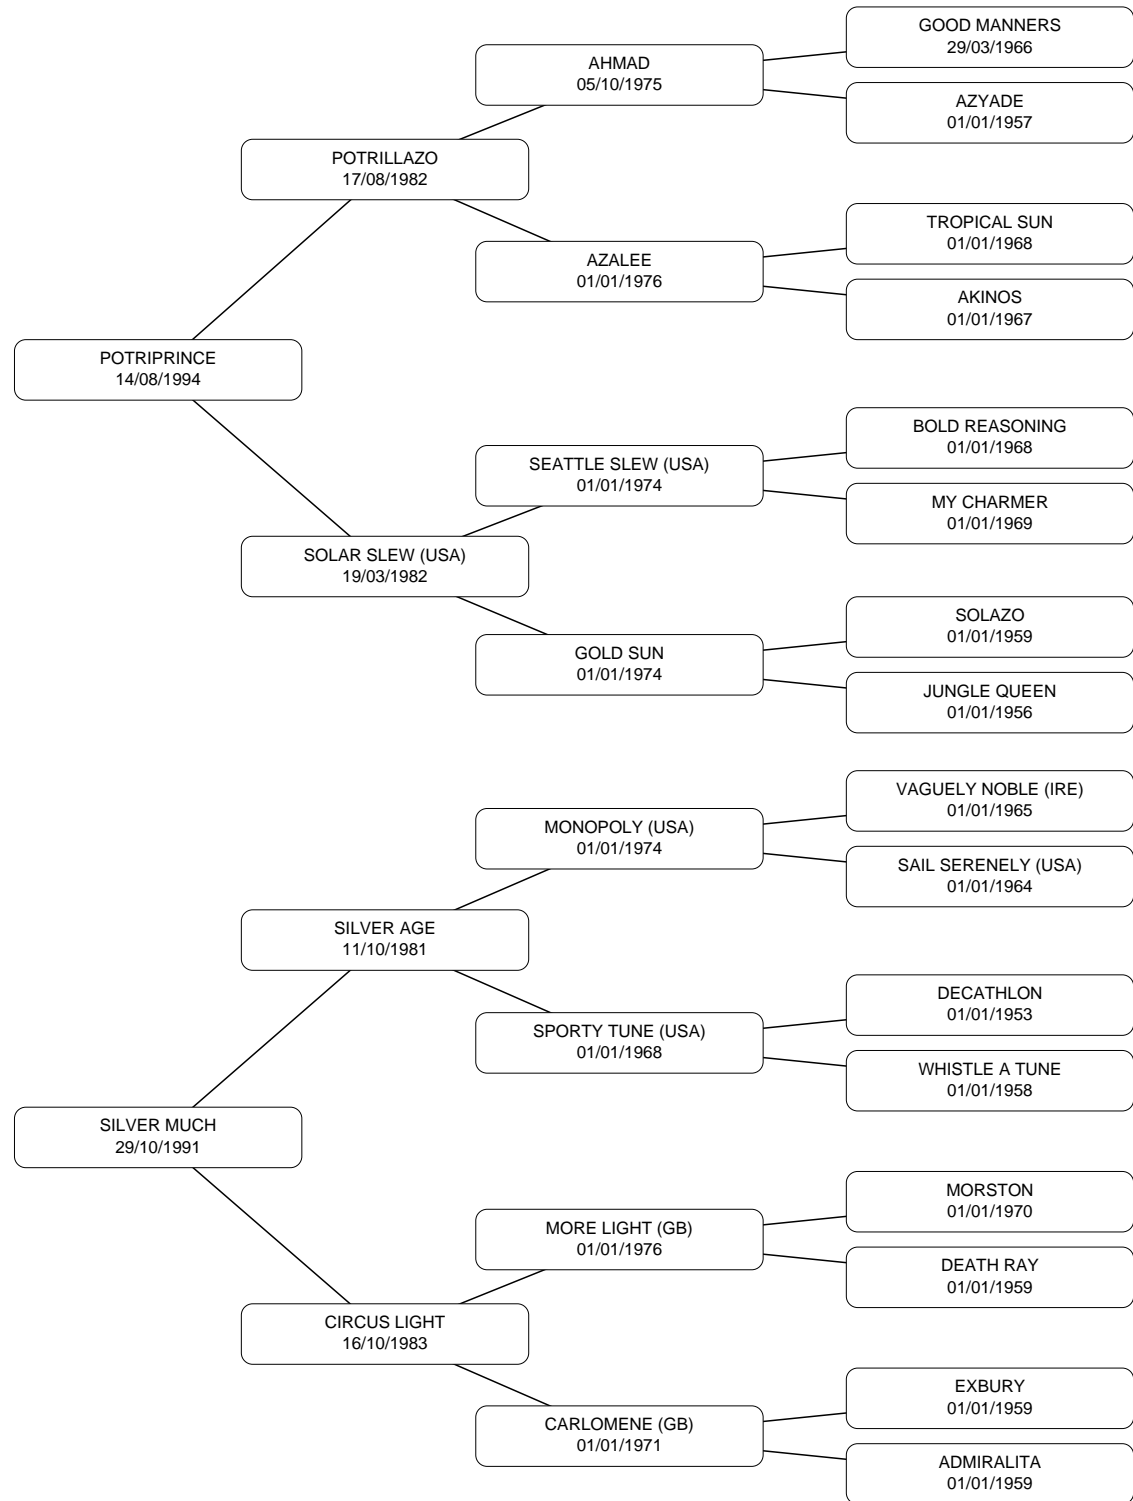 GOOD MANNERS
29/03/1966
AHMAD
05/10/1975
AZYADE
01/01/1957
POTRILLAZO
17/08/1982
TROPICAL SUN
01/01/1968
AZALEE
01/01/1976
AKINOS
01/01/1967
POTRIPRINCE
14/08/1994
BOLD REASONING
01/01/1968
SEATTLE SLEW (USA)
01/01/1974
MY CHARMER
01/01/1969
SOLAR SLEW (USA)
19/03/1982
SOLAZO
01/01/1959
GOLD SUN
01/01/1974
JUNGLE QUEEN
01/01/1956
VAGUELY NOBLE (IRE)
01/01/1965
MONOPOLY (USA)
01/01/1974
SAIL SERENELY (USA)
01/01/1964
SILVER AGE
11/10/1981
DECATHLON
01/01/1953
SPORTY TUNE (USA)
01/01/1968
WHISTLE A TUNE
01/01/1958
SILVER MUCH
29/10/1991
MORSTON
01/01/1970
MORE LIGHT (GB)
01/01/1976
DEATH RAY
01/01/1959
CIRCUS LIGHT
16/10/1983
EXBURY
01/01/1959
CARLOMENE (GB)
01/01/1971
ADMIRALITA
01/01/1959